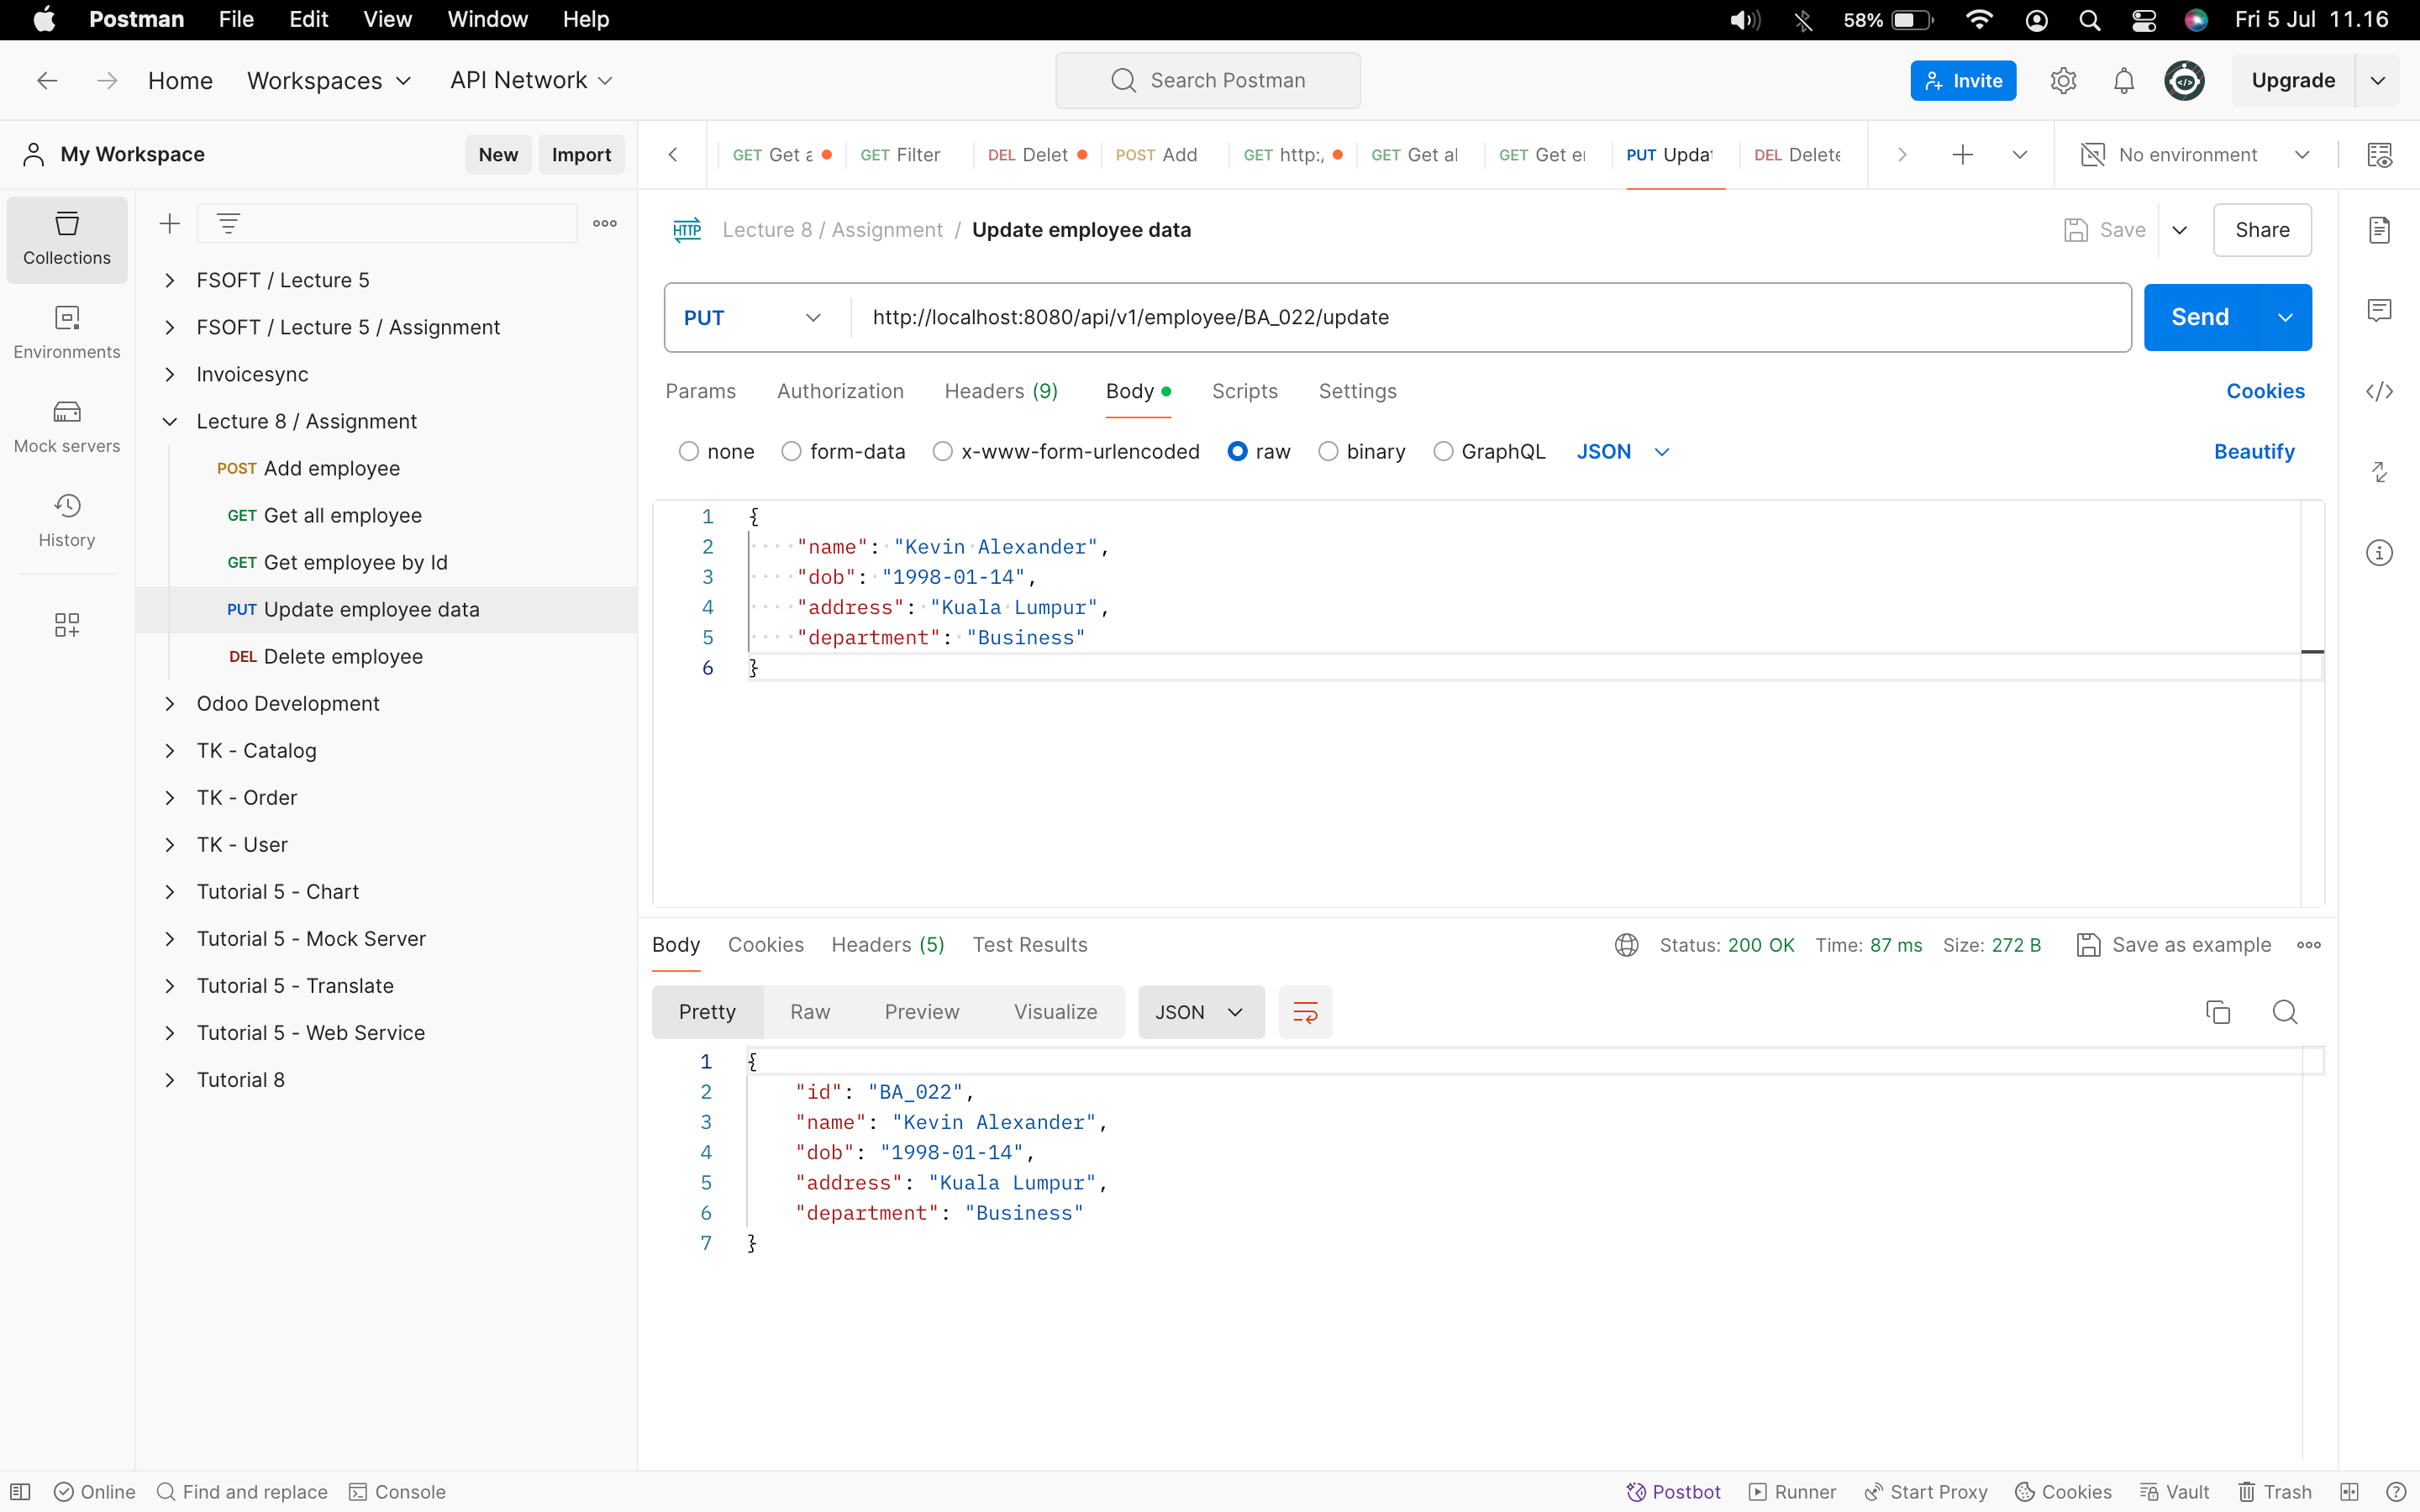 Postman File Edit View Window Help 58% Fri 5 Jul 11.16
Home Workspaces API Network Search Postman Invite Upgrade
My Workspace New Import GET Get a GET Filter DEL Delet POST Add GET http:/ GET Get al GET Get e PUT Updat DEL Delete No environment
Collections
Environments
Mock servers
History
FSOFT / Lecture 5
FSOFT / Lecture 5 / Assignment
Invoicesync
Lecture 8 / Assignment
POST Add employee
GET Get all employee
GET Get employee by Id
PUT Update employee data
DEL Delete employee
Odoo Development
TK - Catalog
TK - Order
TK - User
Tutorial 5 - Chart
Tutorial 5 - Mock Server
Tutorial 5 - Translate
Tutorial 5 - Web Service
Tutorial 8
HTTP Lecture 8 / Assignment / Update employee data Save Share
PUT http://localhost:8080/api/v1/employee/BA_022/update Send
Params Authorization Headers (9) Body Scripts Settings Cookies
none form-data x-www-form-urlencoded raw binary GraphQL JSON Beautify
1 {
2 "name": "Kevin Alexander",
3 "dob": "1998-01-14",
4 "address": "Kuala Lumpur",
5 "department": "Business"
6 }
Body Cookies Headers (5) Test Results Status: 200 OK Time: 87 ms Size: 272 B Save as example
Pretty Raw Preview Visualize JSON
1 {
2 "id": "BA_022",
3 "name": "Kevin Alexander",
4 "dob": "1998-01-14",
5 "address": "Kuala Lumpur",
6 "department": "Business"
7 }
Online Find and replace Console Postbot Runner Start Proxy Cookies Vault Trash